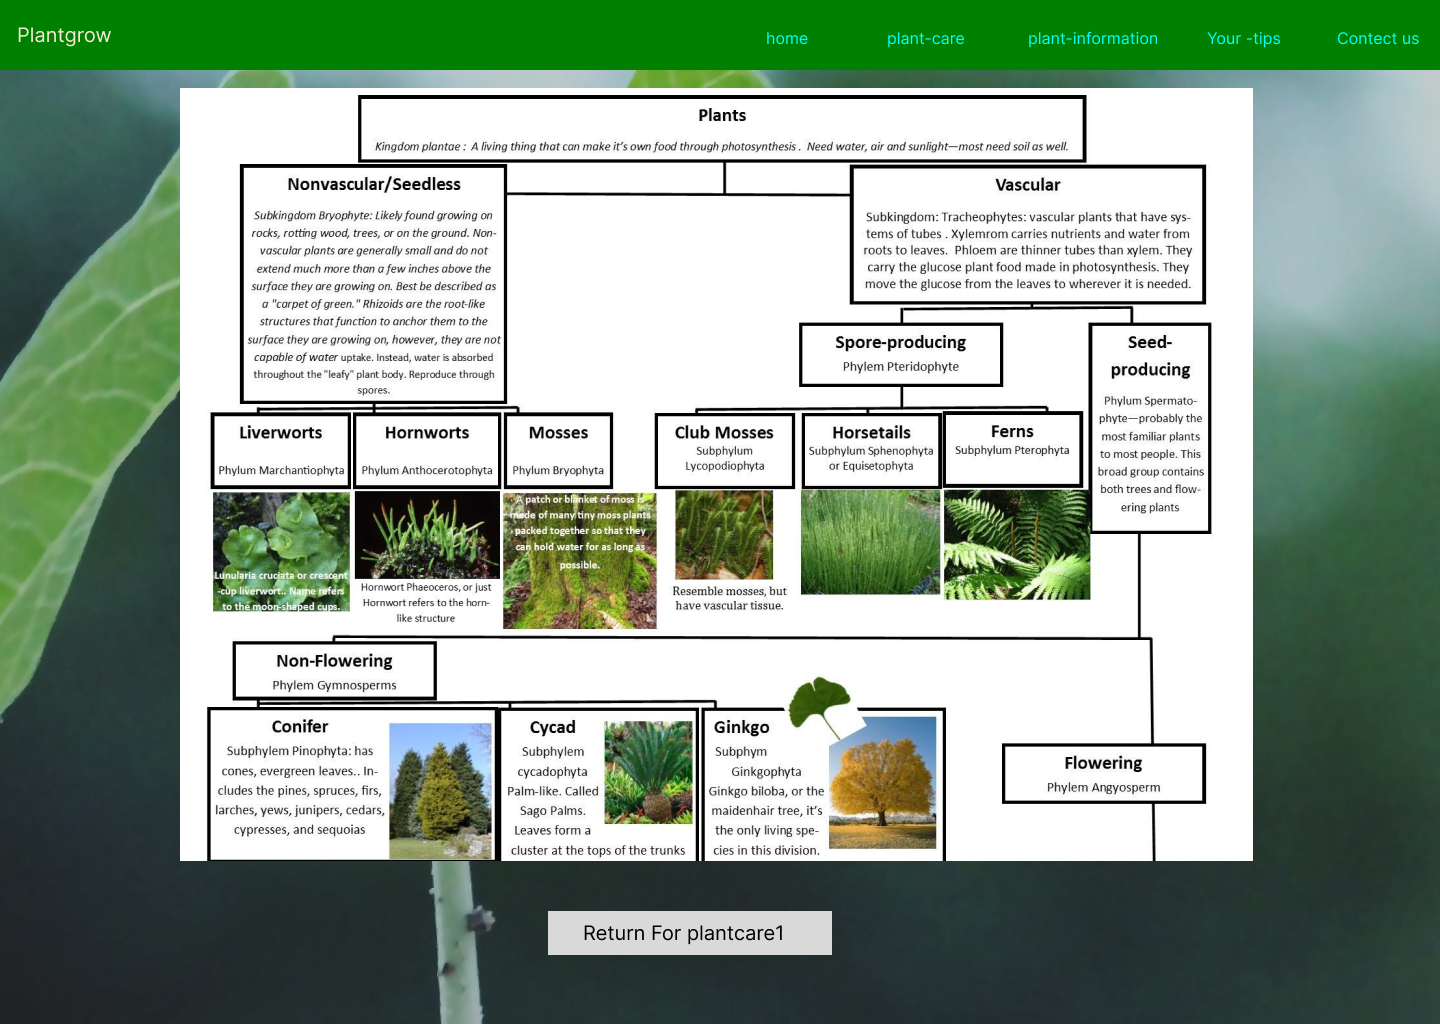 Plantgrow
home
plant-care
plant-information
Your -tips
Contect us
Plants
Kingdom plantae :  A living thing that can make it's own food through photosynthesis .  Need water, air and sunlight—most need soil as well.
Nonvascular/Seedless
Subkingdom Bryophyte: Likely found growing on
rocks, rotting wood, trees, or on the ground. Non-
vascular plants are generally small and do not
extend much more than a few inches above the
surface they are growing on. Best be described as
a "carpet of green." Rhizoids are the root-like
structures that function to anchor them to the
surface they are growing on, however, they are not
capable of water uptake. Instead, water is absorbed
throughout the "leafy" plant body. Reproduce through
spores.
Vascular
Subkingdom: Tracheophytes: vascular plants that have sys-
tems of tubes . Xylemrom carries nutrients and water from
roots to leaves.  Phloem are thinner tubes than xylem. They
carry the glucose plant food made in photosynthesis. They
move the glucose from the leaves to wherever it is needed.
Spore-producing
Phylem Pteridophyte
Seed-
producing
Phylum Spermato-
phyte—probably the
most familiar plants
to most people. This
broad group contains
both trees and flow-
ering plants
Liverworts
Phylum Marchantiophyta
Hornworts
Phylum Anthocerotophyta
Mosses
Phylum Bryophyta
Club Mosses
Subphylum
Lycopodiophyta
Horsetails
Subphylum Sphenophyta
or Equisetophyta
Ferns
Subphylum Pterophyta
Lunularia cruciata or crescent
-cup liverwort.. Name refers
to the moon-shaped cups.
Hornwort Phaeoceros, or just
Hornwort refers to the horn-
like structure
A patch or blanket of moss is
made of many tiny moss plants
packed together so that they
can hold water for as long as
possible.
Resemble mosses, but
have vascular tissue.
Non-Flowering
Phylem Gymnosperms
Conifer
Subphylem Pinophyta: has
cones, evergreen leaves.. In-
cludes the pines, spruces, firs,
larches, yews, junipers, cedars,
cypresses, and sequoias
Cycad
Subphylem
cycadophyta
Palm-like. Called
Sago Palms.
Leaves form a
cluster at the tops of the trunks
Ginkgo
Subphym
Ginkgophyta
Ginkgo biloba, or the
maidenhair tree, it's
the only living spe-
cies in this division.
Flowering
Phylem Angyosperm
Return For plantcare1